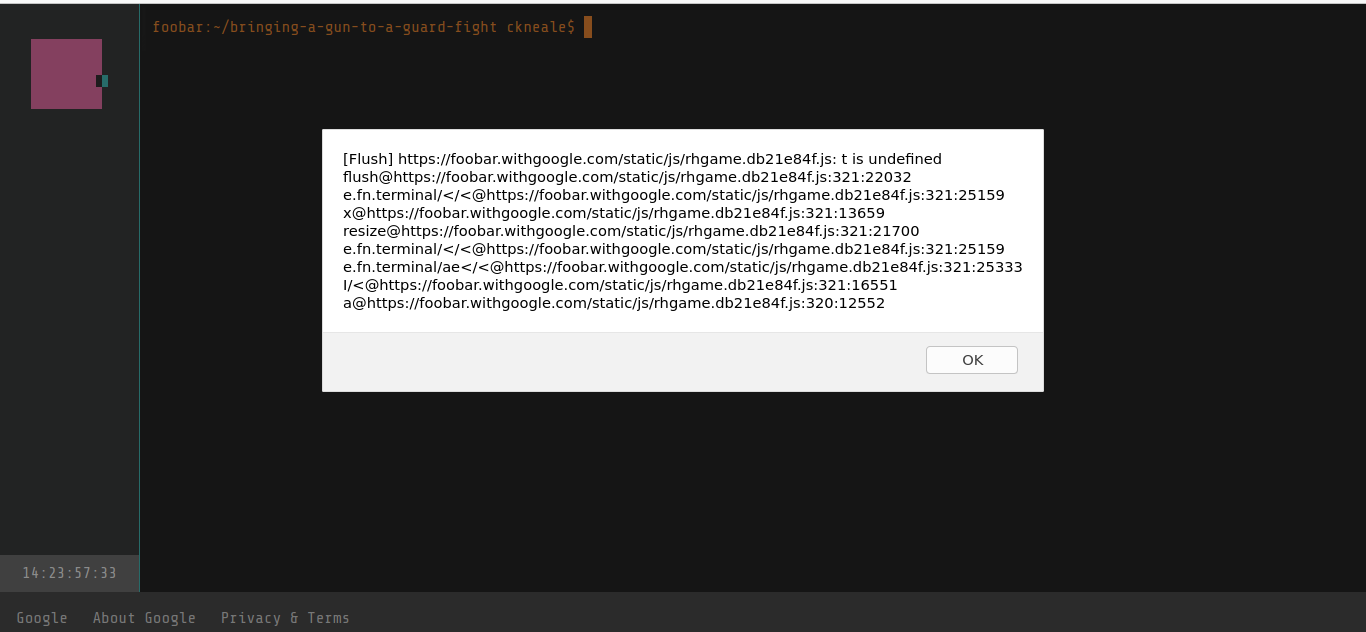 foobar:~/bringing-a-gun-to-a-guard-fight ckneale$
[Flush] https://foobar.withgoogle.com/static/js/rhgame.db21e84f.js: t is undefined
flush@https://foobar.withgoogle.com/static/js/rhgame.db21e84f.js:321:22032
e.fn.terminal/</<@https://foobar.withgoogle.com/static/js/rhgame.db21e84f.js:321:25159
x@https://foobar.withgoogle.com/static/js/rhgame.db21e84f.js:321:13659
resize@https://foobar.withgoogle.com/static/js/rhgame.db21e84f.js:321:21700
e.fn.terminal/</<@https://foobar.withgoogle.com/static/js/rhgame.db21e84f.js:321:25159
e.fn.terminal/ae</<@https://foobar.withgoogle.com/static/js/rhgame.db21e84f.js:321:25333
I/<@https://foobar.withgoogle.com/static/js/rhgame.db21e84f.js:321:16551
a@https://foobar.withgoogle.com/static/js/rhgame.db21e84f.js:320:12552
OK
14:23:57:33
Google About Google Privacy & Terms